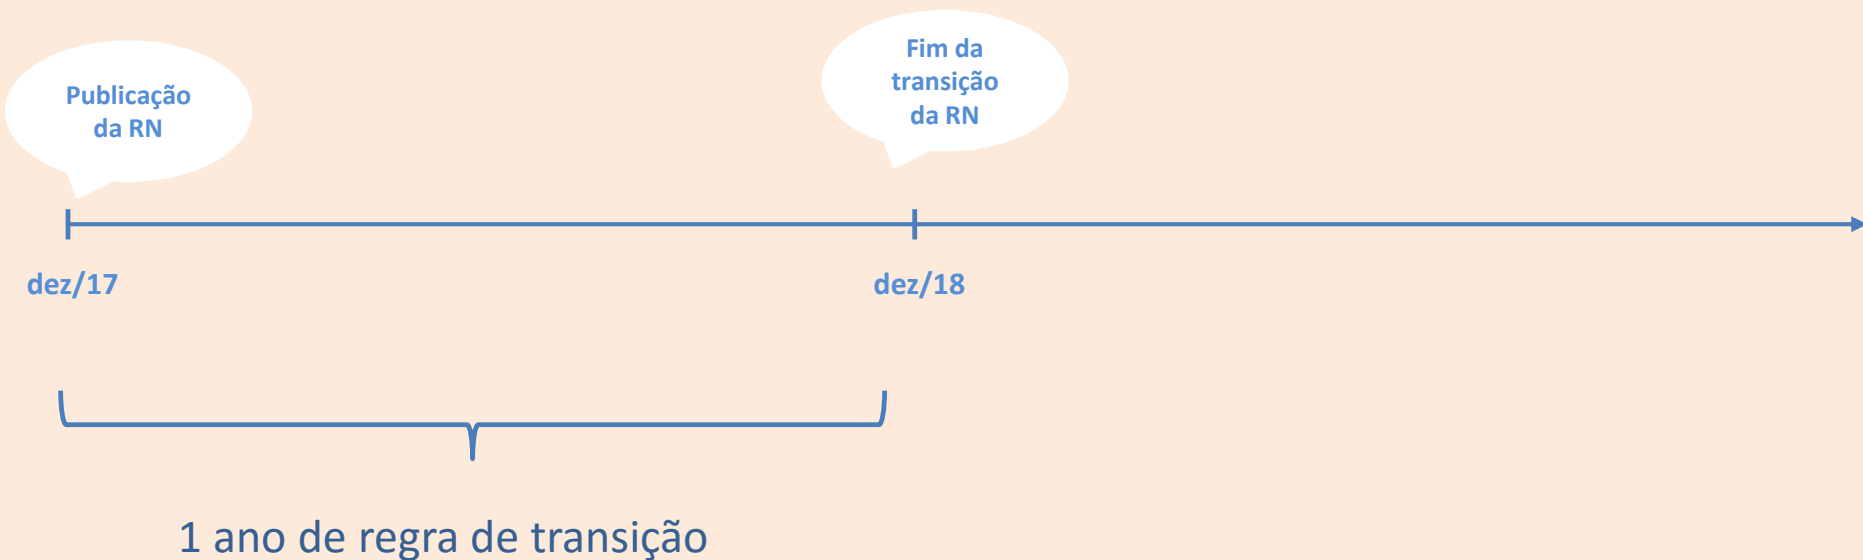 Publicação
da RN
Fim da
transição
da RN
dez/17
dez/18
1 ano de regra de transição